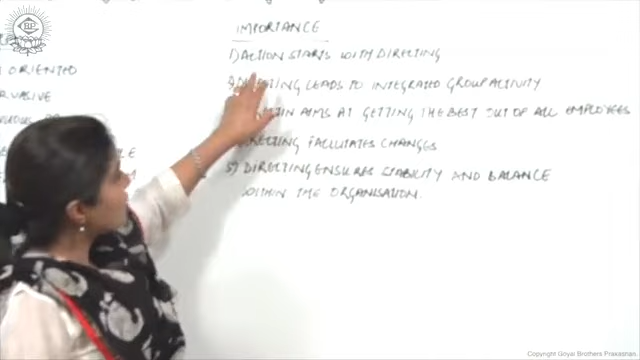 IMPORTANCE
1) ACTION STARTS WITH DIRECTING
LEADS TO INTEGRATED GROUP ACTIVITY
AIMS AT GETTING THE BEST OUT OF ALL EMPLOYEES
DIRECTING FACILITATES CHANGES
5) DIRECTING ENSURES STABILITY AND BALANCE
WITHIN THE ORGANISATION.
ORIENTED
Copyright Goyal Brothers Prakashan